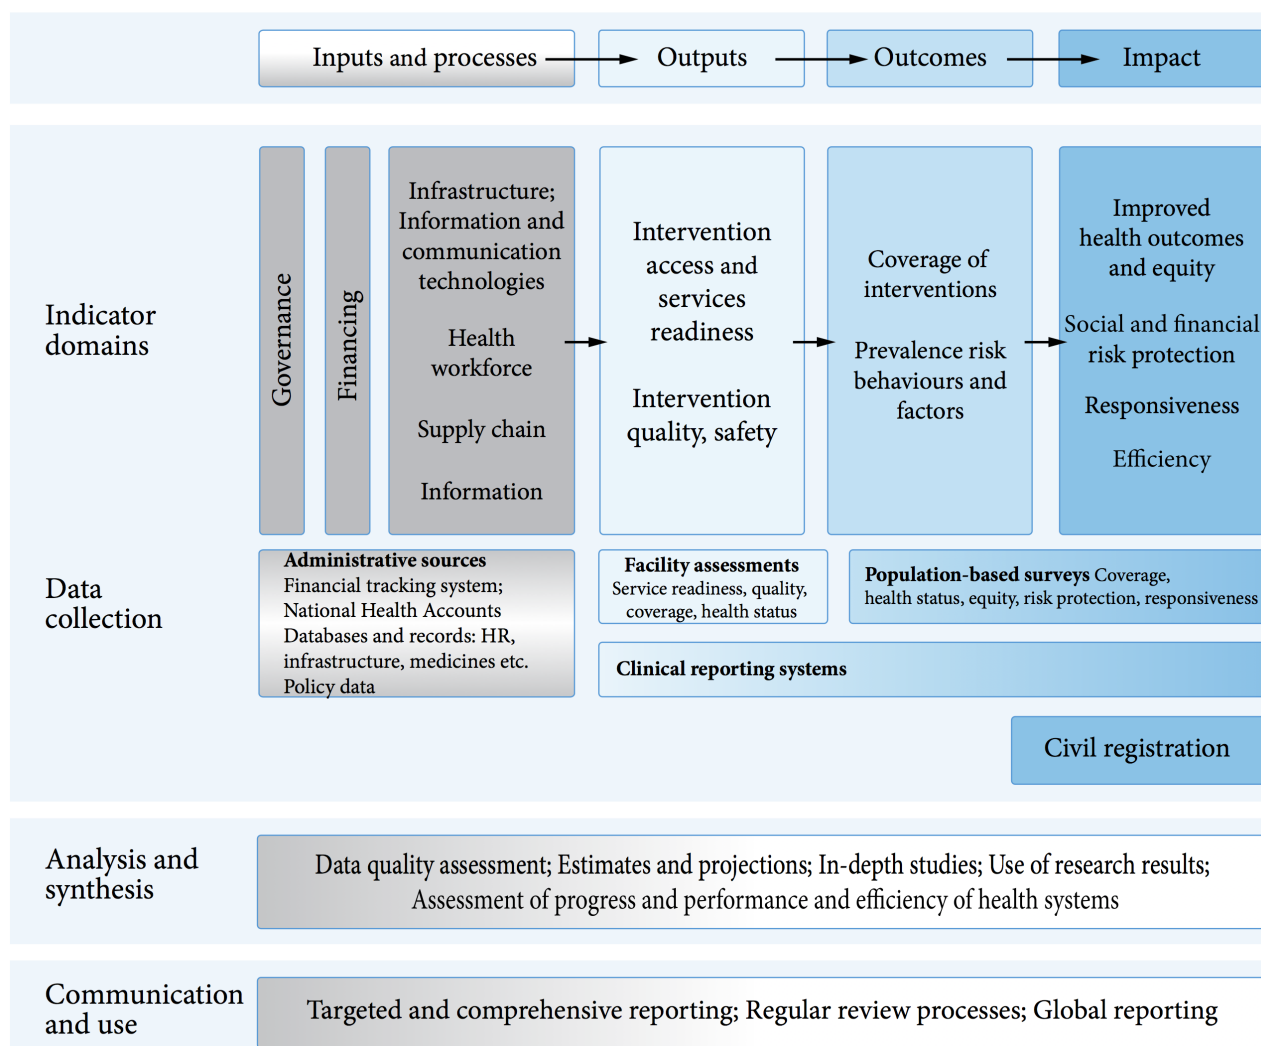 Inputs and processes
Outputs
Outcomes
Impact
Indicator
domains
Governance
Financing
Infrastructure;
Information and
communication
technologies
Health
workforce
Supply chain
Information
Intervention
access and
services
readiness
Intervention
quality, safety
Coverage of
interventions
Prevalence risk
behaviours and
factors
Improved
health outcomes
and equity
Social and financial
risk protection
Responsiveness
Efficiency
Data
collection
Administrative sources
Financial tracking system;
National Health Accounts
Databases and records: HR,
infrastructure, medicines etc.
Policy data
Facility assessments
Service readiness, quality,
coverage, health status
Population-based surveys Coverage,
health status, equity, risk protection, responsiveness
Clinical reporting systems
Civil registration
Analysis and
synthesis
Data quality assessment; Estimates and projections; In-depth studies; Use of research results;
Assessment of progress and performance and efficiency of health systems
Communication
and use
Targeted and comprehensive reporting; Regular review processes; Global reporting